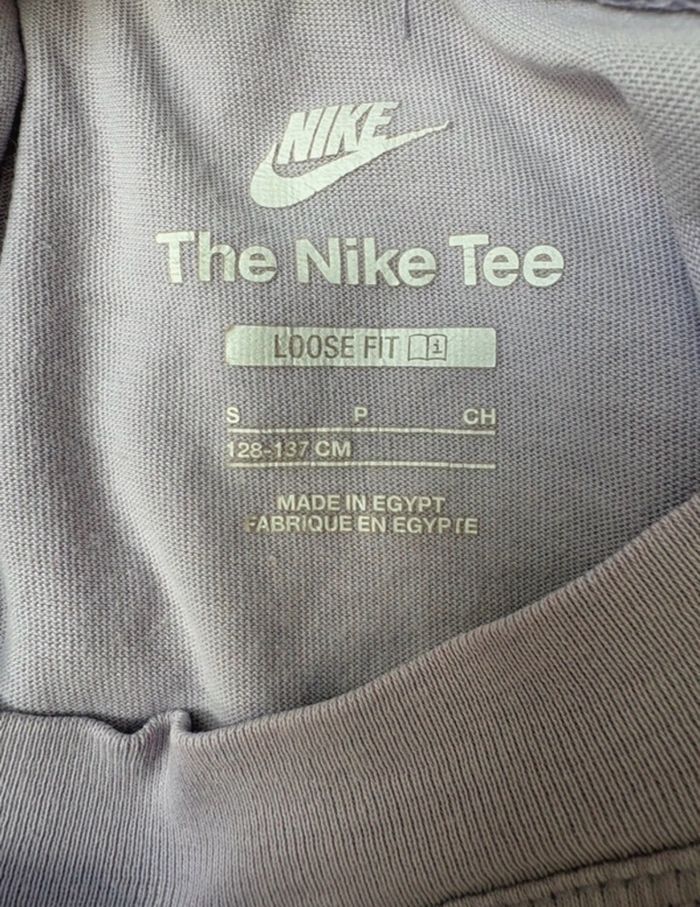 NIKE
The Nike Tee
LOOSE FIT i
S P CH
128-137 CM
MADE IN EGYPT
FABRIQUE EN EGYPTE